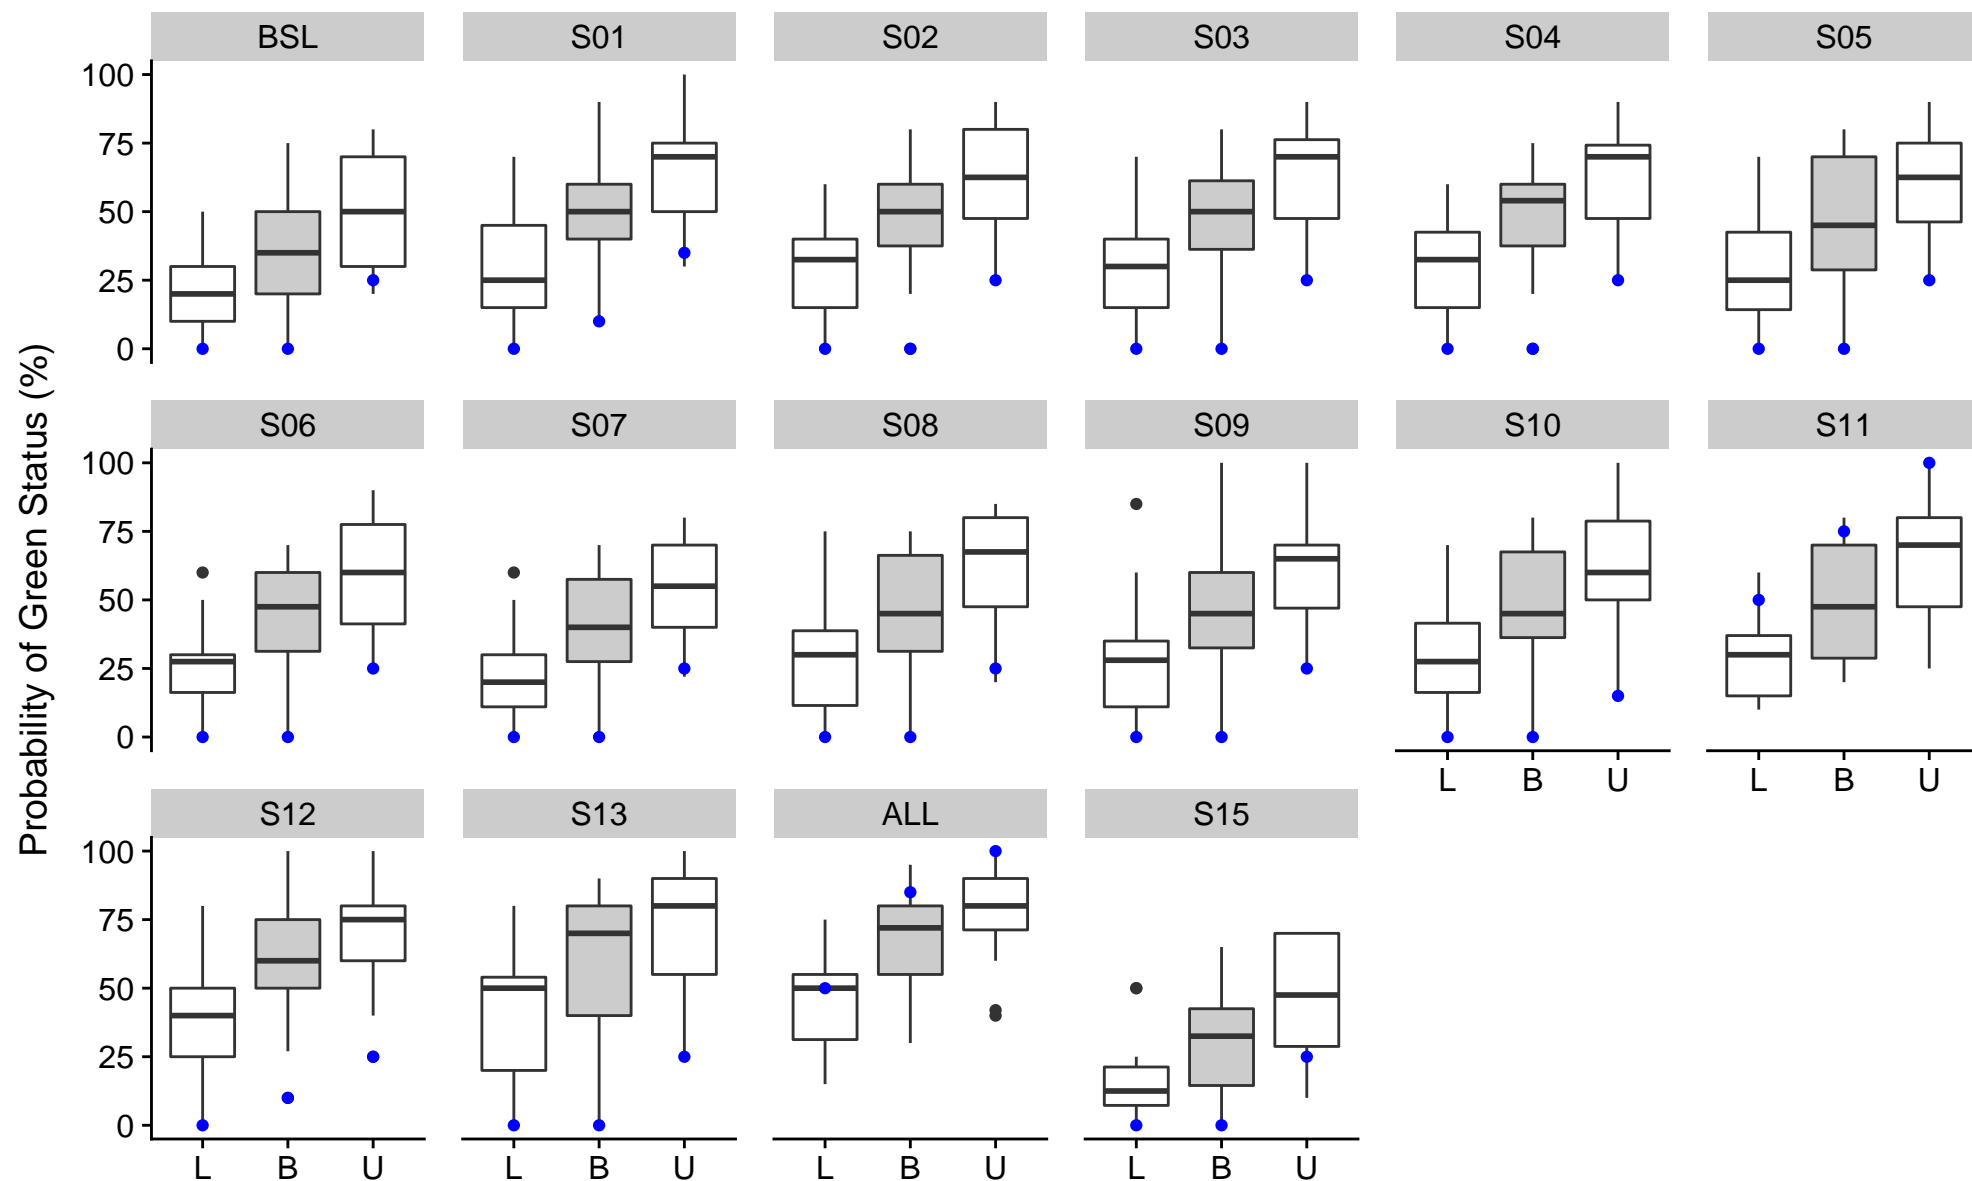 BSL S01 S02 S03 S04 S05
100
75
50
25
0
Probability of Green Status (%)
S06 S07 S08 S09 S10 S11
100
75
50
25
0
L B U L B U
S12 S13 ALL S15
100
75
50
25
0
L B U L B U L B U L B U